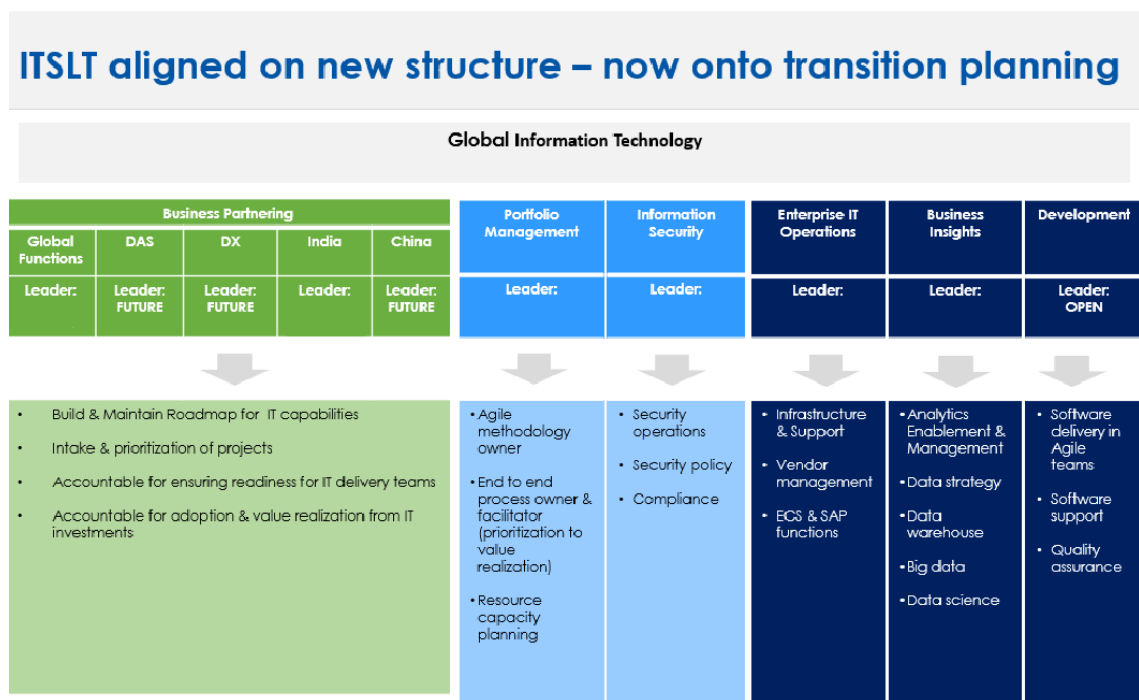 ITSLT aligned on new structure – now onto transition planning
Global Information Technology
Business Partnering
Global
Functions
Leader:
DAS
Leader:
FUTURE
DX
Leader:
FUTURE
India
Leader:
China
Leader:
FUTURE
• Build & Maintain Roadmap for IT capabilities
• Intake & prioritization of projects
• Accountable for ensuring readiness for IT delivery teams
• Accountable for adoption & value realization from IT
investments
Portfolio
Management
Leader:
• Agile
methodology
owner
• End to end
process owner &
facilitator
(prioritization to
value
realization)
• Resource
capacity
planning
Information
Security
Leader:
• Security
operations
• Security policy
• Compliance
Enterprise IT
Operations
Leader:
• Infrastructure
& Support
• Vendor
management
• ECS & SAP
functions
Business
Insights
Leader:
• Analytics
Enablement &
Management
• Data strategy
• Data
warehouse
• Big data
• Data science
Development
Leader:
OPEN
• Software
delivery in
Agile
teams
• Software
support
• Quality
assurance